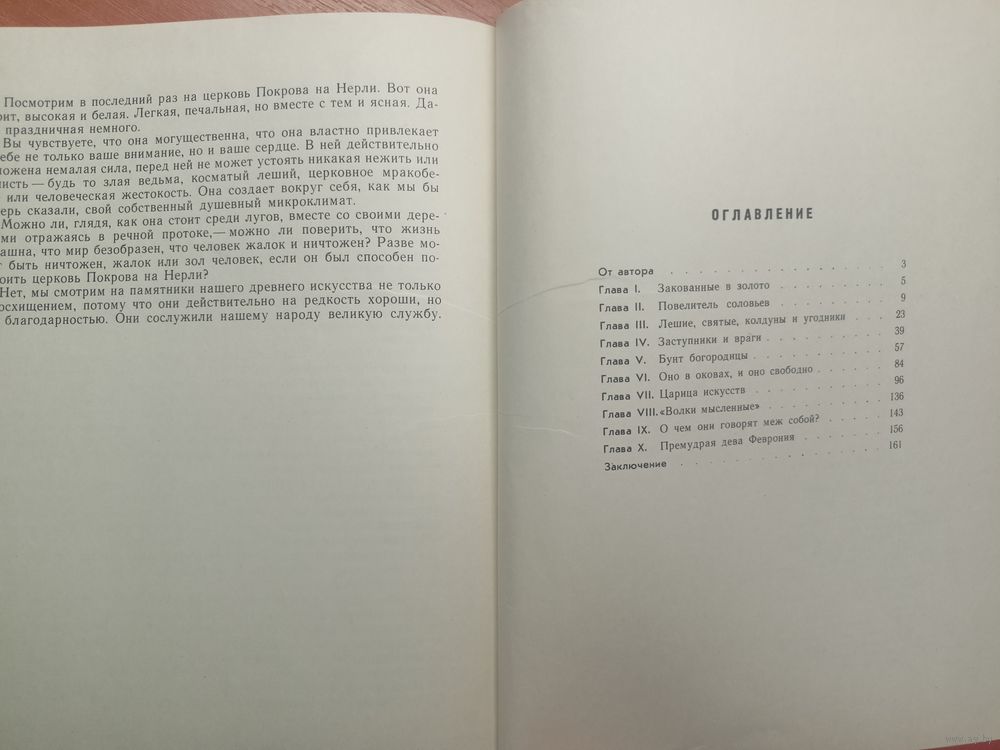 Посмотрим в последний раз на церковь Покрова на Нерли. Вот она
рит, высокая и белая. Легкая, печальная, но вместе с тем и ясная. Да-
праздничная немного.
Вы чувствуете, что она могущественна, что она властно привлекает
ебе не только ваше внимание, но и ваше сердце. В ней действительно
ложена немалая сила, перед ней не может устоять никакая нежить или
нисть — будь то злая ведьма, косматый леший, церковное мракобе-
или человеческая жестокость. Она создает вокруг себя, как мы бы
ерь сказали, свой собственный душевный микроклимат.
Можно ли, глядя, как она стоит среди лугов, вместе со своими дере-
ми отражаясь в речной протоке,— можно ли поверить, что жизнь
ашна, что мир безобразен, что человек жалок и ничтожен? Разве мо-
т быть ничтожен, жалок или зол человек, если он был способен по-
оить церковь Покрова на Нерли?
Нет, мы смотрим на памятники нашего древнего искусства не только
осхищением, потому что они действительно на редкость хороши, но
благодарностью. Они сослужили нашему народу великую службу.
ОГЛАВЛЕНИЕ
От автора . . . . . . . . . . . . . . 3
Глава I. Закованные в золото . . . . . . . . 5
Глава II. Повелитель соловьев . . . . . . . . 9
Глава III. Лешие, святые, колдуны и угодники . . . 23
Глава IV. Заступники и враги . . . . . . . . 39
Глава V. Бунт богородицы . . . . . . . . . 57
Глава VI. Оно в оковах, и оно свободно . . . . . 84
Глава VII. Царица искусств . . . . . . . . . 96
Глава VIII. «Волки мысленные» . . . . . . . . 136
Глава IX. О чем они говорят меж собой? . . . . . 143
Глава X. Премудрая дева Феврония . . . . . . 156
Заключение . . . . . . . . . . . . . . 161
www.ay.by